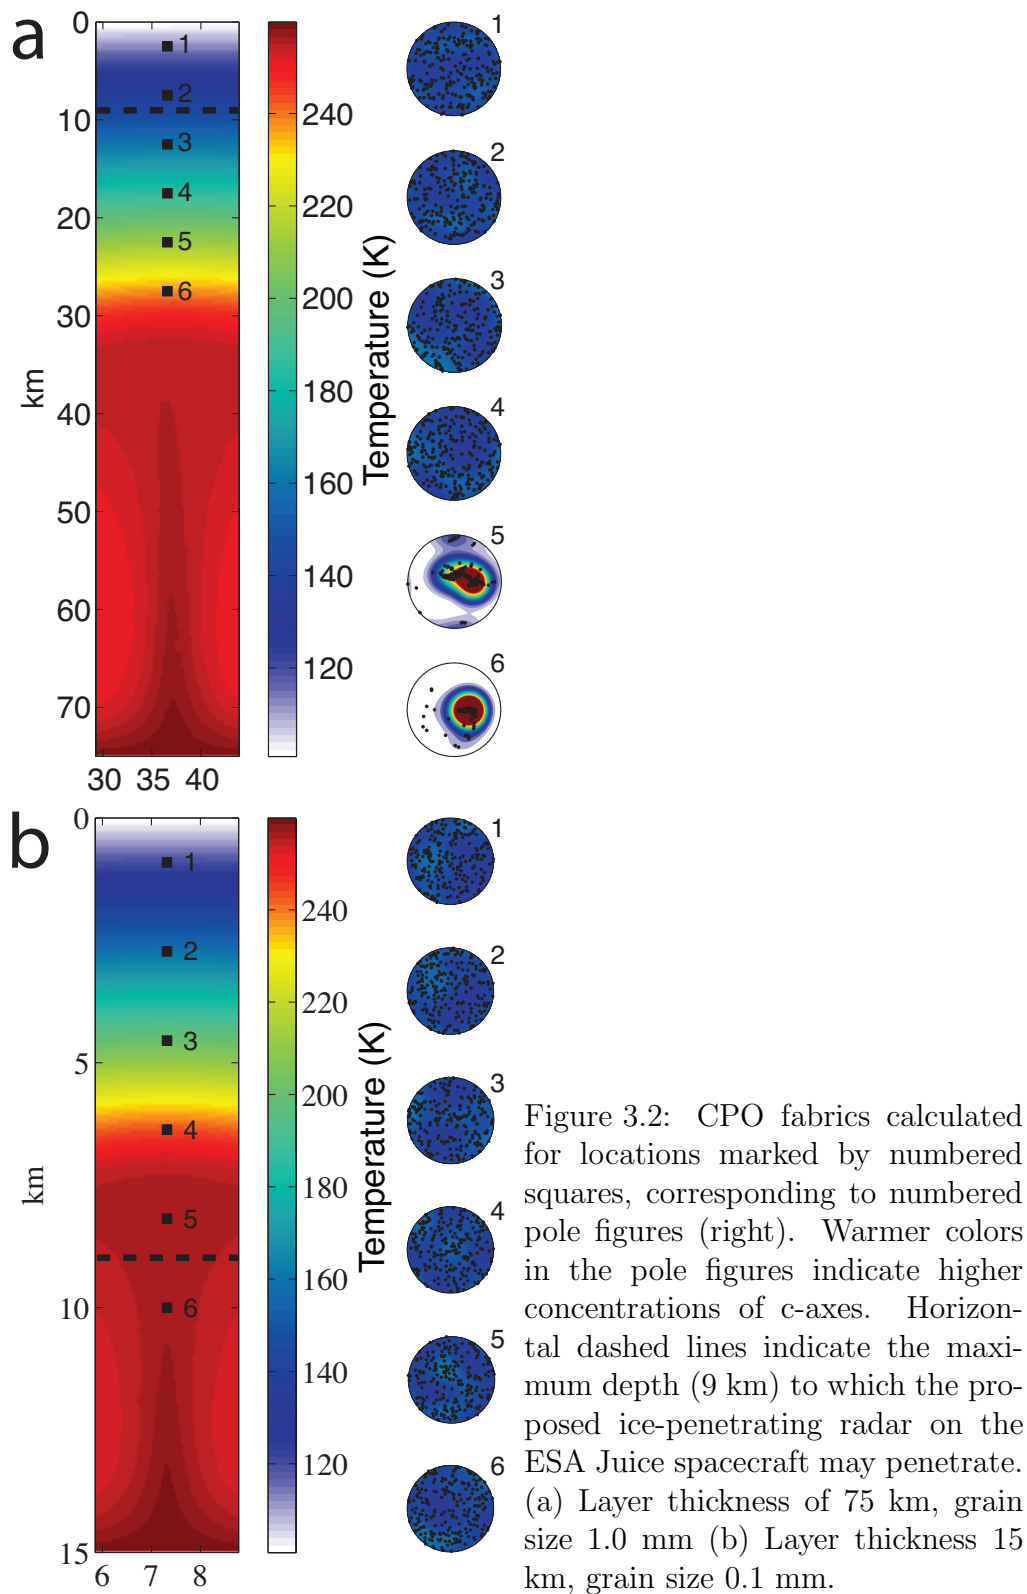 a
0
10
20
30
40
50
60
70
km
30 35 40
1
2
3
4
5
6
240
220
200
180
160
140
120
Temperature (K)
1
2
3
4
5
6
b
0
5
10
15
km
6 7 8
1
2
3
4
5
6
240
220
200
180
160
140
120
Temperature (K)
1
2
3
4
5
6
Figure 3.2: CPO fabrics calculated
for locations marked by numbered
squares, corresponding to numbered
pole figures (right). Warmer colors
in the pole figures indicate higher
concentrations of c-axes. Horizon-
tal dashed lines indicate the maxi-
mum depth (9 km) to which the pro-
posed ice-penetrating radar on the
ESA Juice spacecraft may penetrate.
(a) Layer thickness of 75 km, grain
size 1.0 mm (b) Layer thickness 15
km, grain size 0.1 mm.